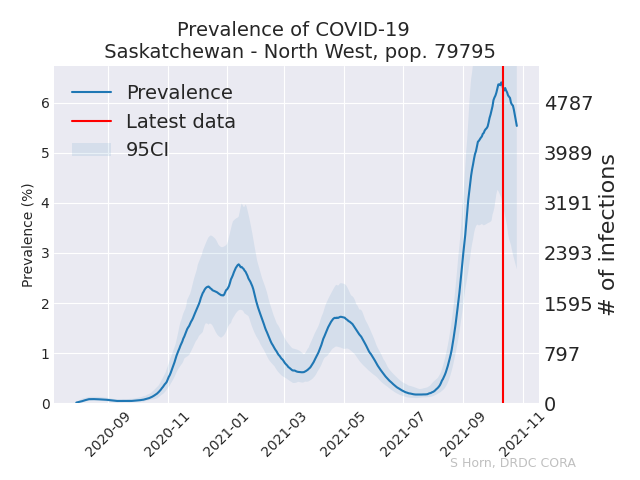 Prevalence of COVID-19
Saskatchewan - North West, pop. 79795
Prevalence
Latest data
95CI
Prevalence (%)
6
5
4
3
2
1
0
4787
3989
3191
2393
1595
797
0
# of infections
2020-09
2020-11
2021-01
2021-03
2021-05
2021-07
2021-09
2021-11
S Horn, DRDC CORA